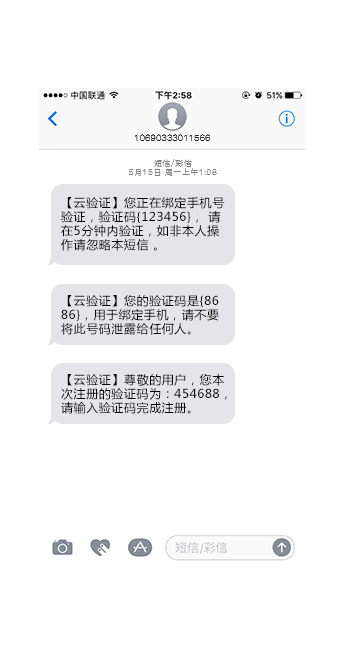 中国联通 下午2:58 51%
10690333011566
短信/彩信
5月15日 周一上午1:08
【云验证】您正在绑定手机号
验证，验证码{123456}， 请
在5分钟内验证，如非本人操
作请忽略本短信 。
【云验证】您的验证码是{86
86}，用于绑定手机，请不要
将此号码泄露给任何人。
【云验证】尊敬的用户，您本
次注册的验证码为：454688，
请输入验证码完成注册。
短信/彩信